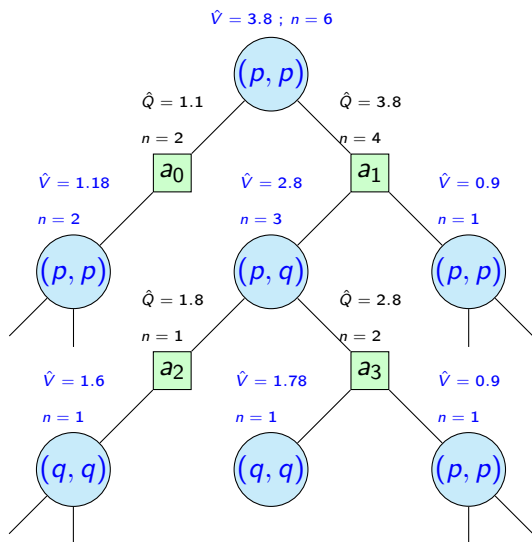 V̂ = 3.8 ; n = 6
(p, p)
Q̂ = 1.1
Q̂ = 3.8
n = 2
n = 4
a₀
a₁
V̂ = 1.18
V̂ = 2.8
V̂ = 0.9
n = 2
n = 3
n = 1
(p, p)
(p, q)
(p, p)
Q̂ = 1.8
Q̂ = 2.8
n = 1
n = 2
a₂
a₃
V̂ = 1.6
V̂ = 1.78
V̂ = 0.9
n = 1
n = 1
n = 1
(q, q)
(q, q)
(p, p)